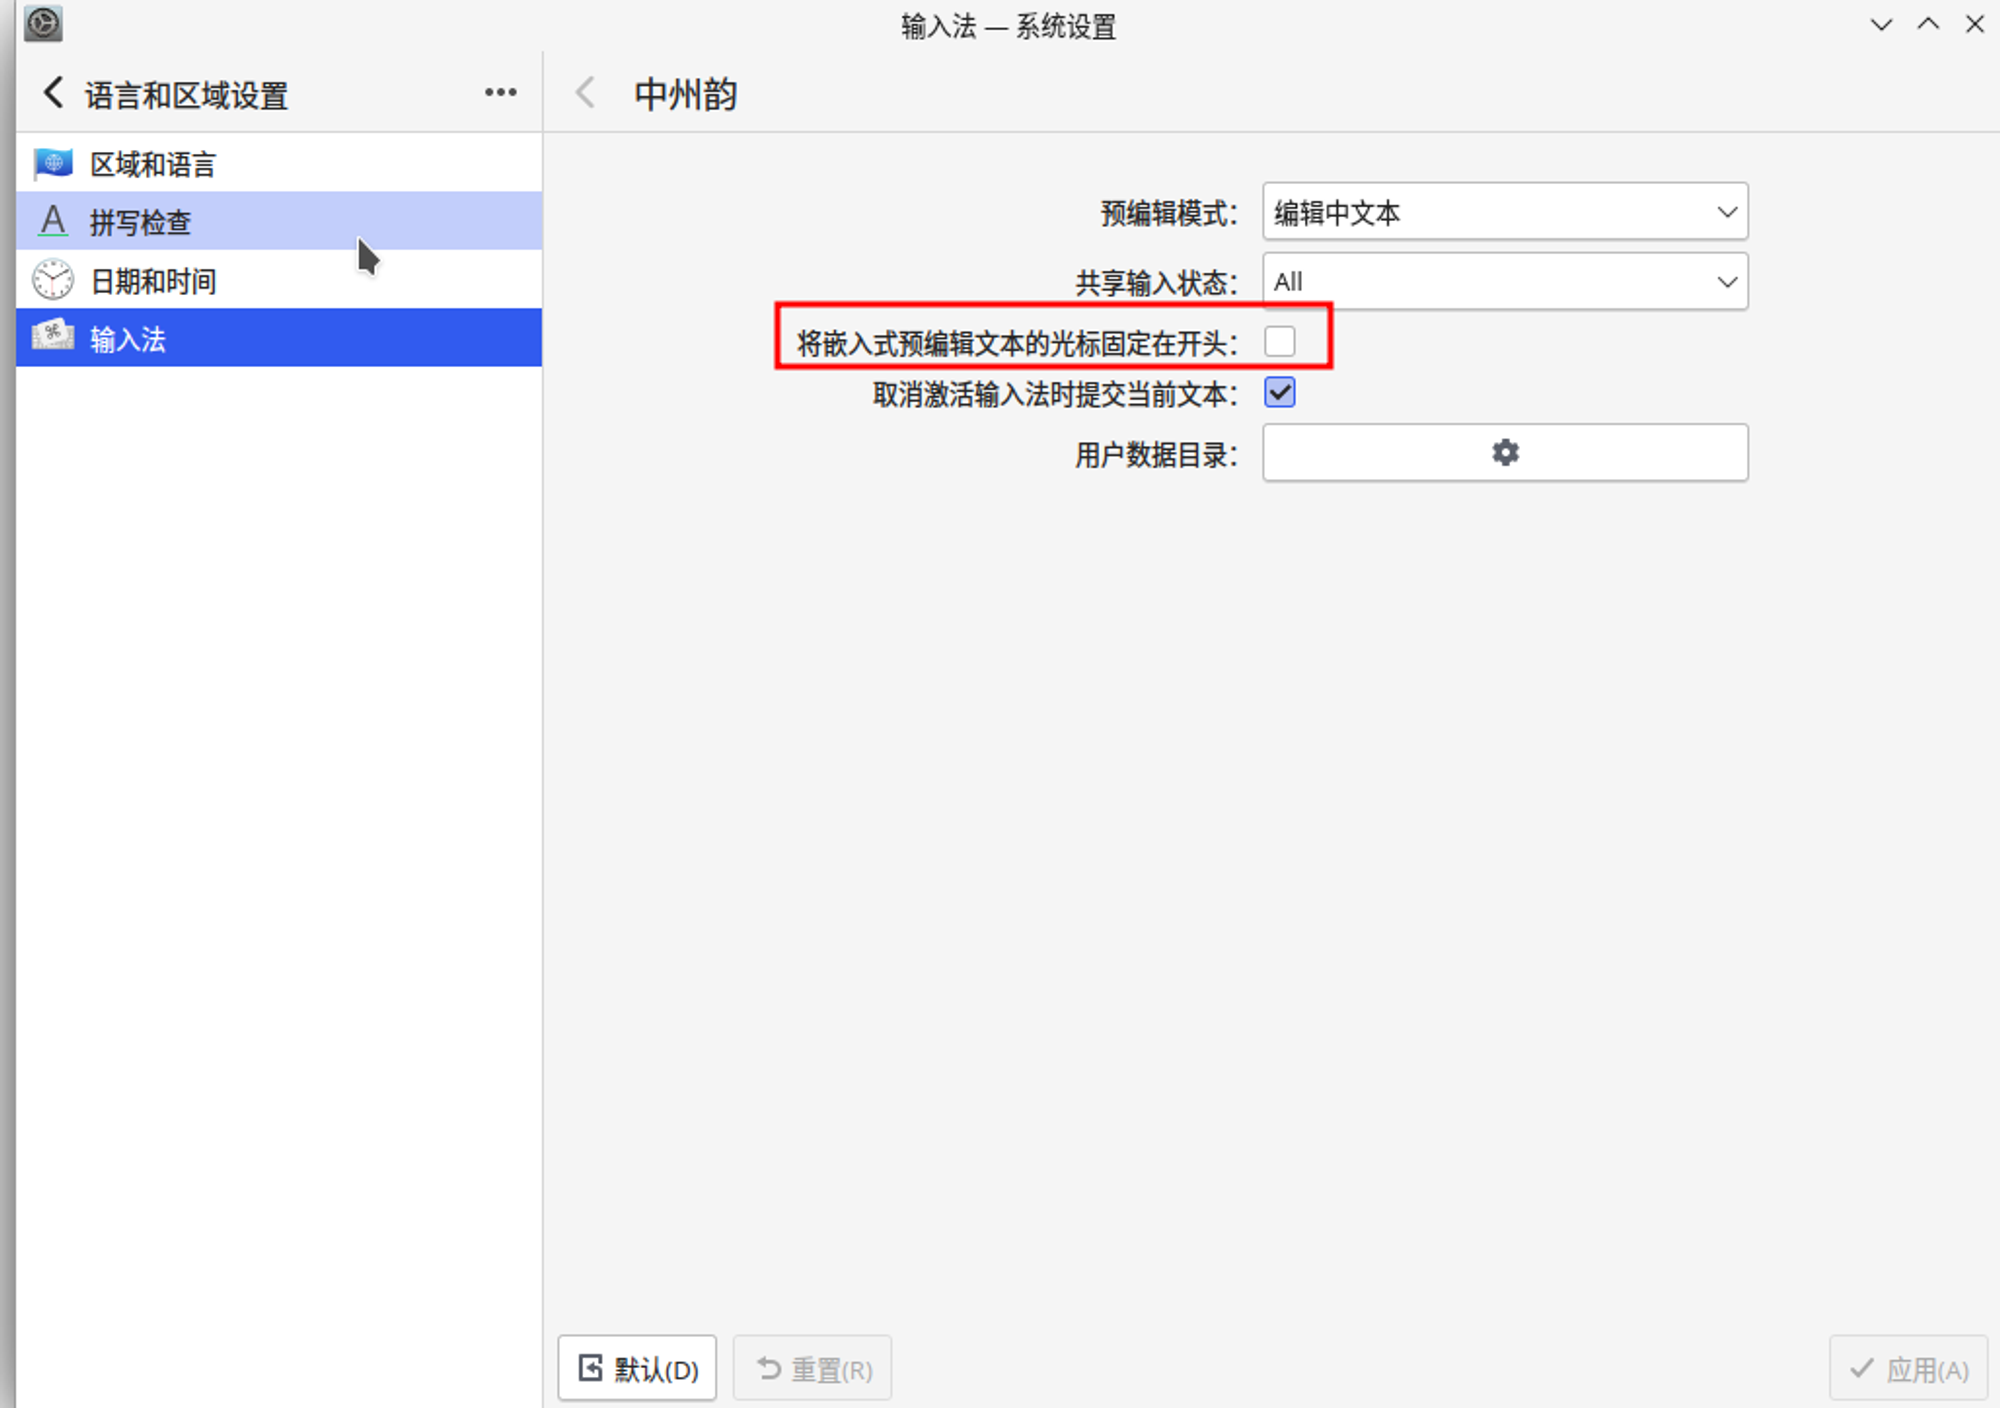 输入法 — 系统设置
语言和区域设置
中州韵
区域和语言
拼写检查
日期和时间
输入法
预编辑模式：
编辑中文本
共享输入状态：
All
将嵌入式预编辑文本的光标固定在开头：
取消激活输入法时提交当前文本：
用户数据目录：
默认(D)
重置(R)
应用(A)